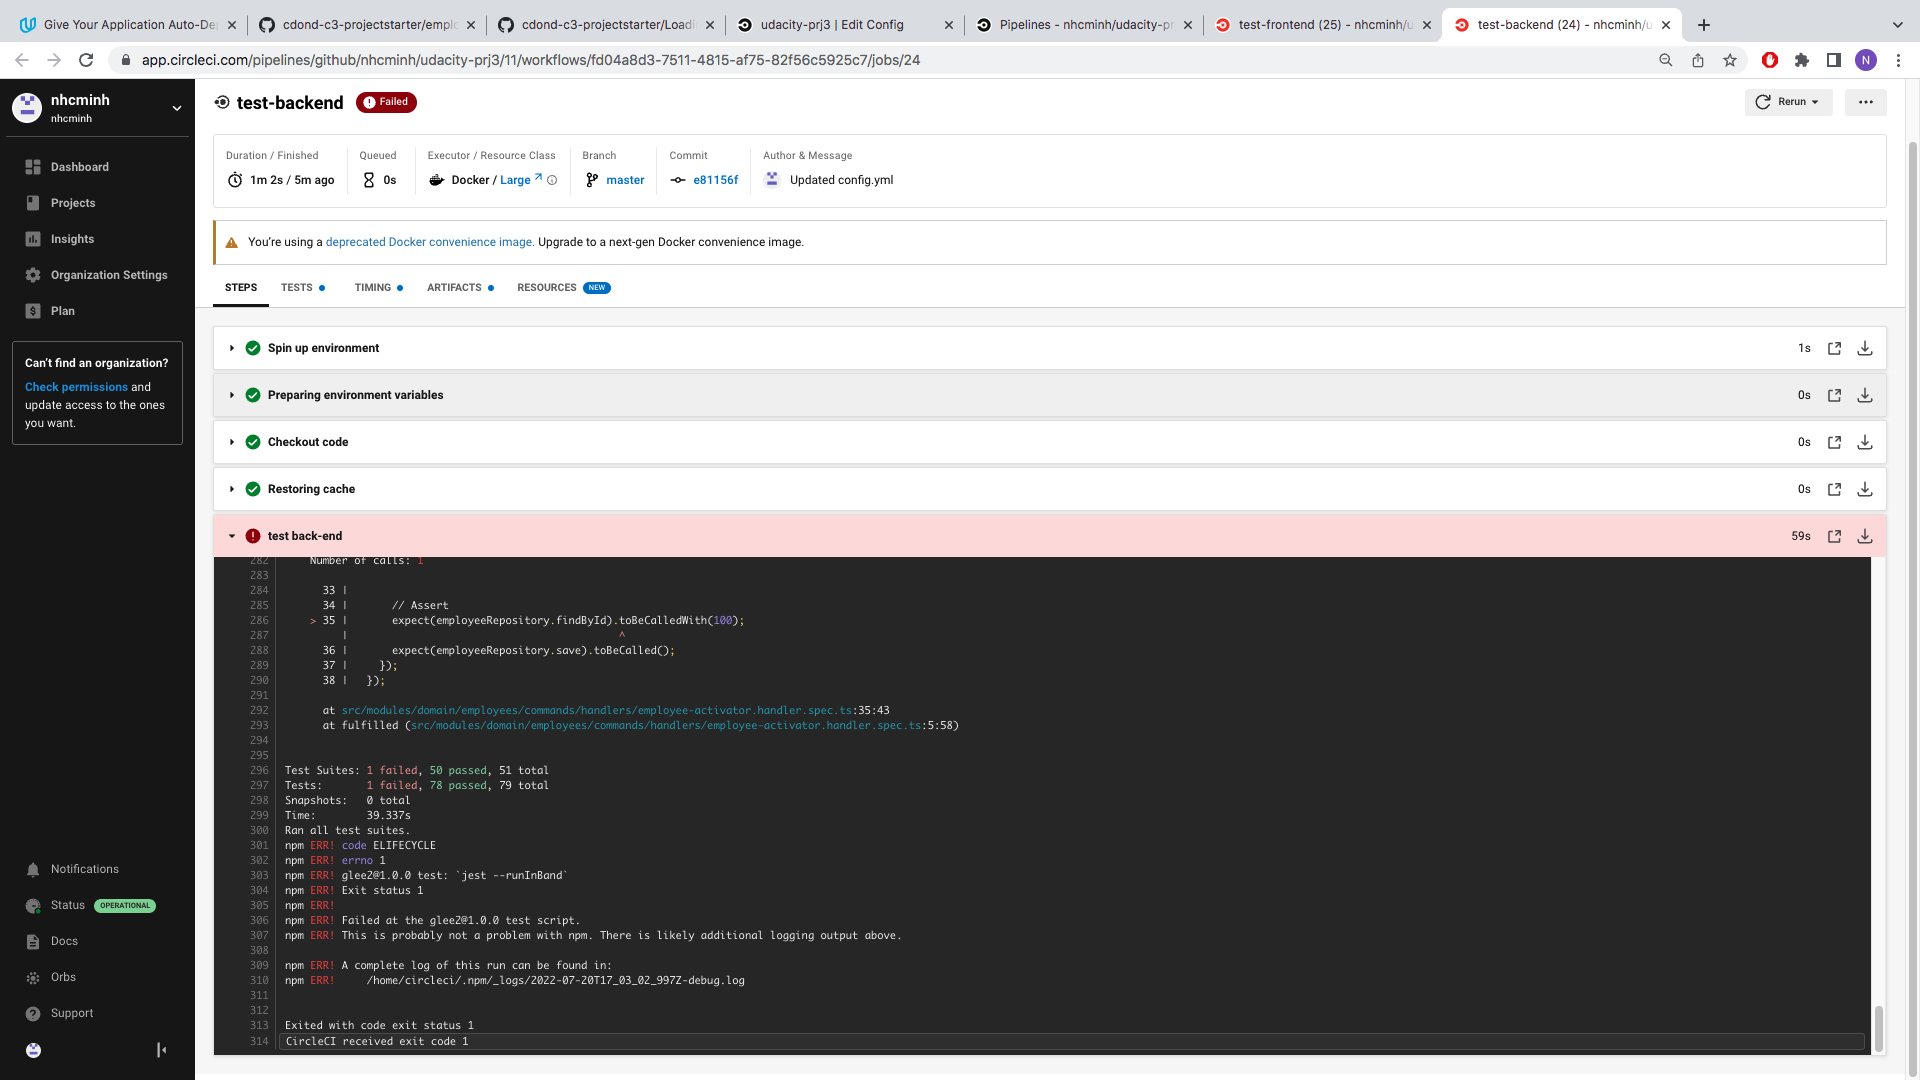 Give Your Application Auto-De
cdond-c3-projectstarter/empl
cdond-c3-projectstarter/Loadi
udacity-prj3 | Edit Config
Pipelines - nhcminh/udacity-pr
test-frontend (25) - nhcminh/u
test-backend (24) - nhcminh/u
app.circleci.com/pipelines/github/nhcminh/udacity-prj3/11/workflows/fd04a8d3-7511-4815-af75-82f56c5925c7/jobs/24
N
nhcminh
nhcminh
Dashboard
Projects
Insights
Organization Settings
Plan
Can't find an organization?
Check permissions and
update access to the ones
you want.
Notifications
Status OPERATIONAL
Docs
Orbs
Support
test-backend Failed
Rerun
Duration / Finished
1m 2s / 5m ago
Queued
0s
Executor / Resource Class
Docker / Large
Branch
master
Commit
e81156f
Author & Message
Updated config.yml
You're using a deprecated Docker convenience image. Upgrade to a next-gen Docker convenience image.
STEPS TESTS TIMING ARTIFACTS RESOURCES NEW
Spin up environment 1s
Preparing environment variables 0s
Checkout code 0s
Restoring cache 0s
test back-end 59s
282 Number of calls: 1
283
284 33 |
285 34 | // Assert
286 > 35 | expect(employeeRepository.findById).toBeCalledWith(100);
287 | ^
288 36 | expect(employeeRepository.save).toBeCalled();
289 37 | });
290 38 | });
291
292 at src/modules/domain/employees/commands/handlers/employee-activator.handler.spec.ts:35:43
293 at fulfilled (src/modules/domain/employees/commands/handlers/employee-activator.handler.spec.ts:5:58)
294
295
296 Test Suites: 1 failed, 50 passed, 51 total
297 Tests: 1 failed, 78 passed, 79 total
298 Snapshots: 0 total
299 Time: 39.337s
300 Ran all test suites.
301 npm ERR! code ELIFECYCLE
302 npm ERR! errno 1
303 npm ERR! glee2@1.0.0 test: `jest --runInBand`
304 npm ERR! Exit status 1
305 npm ERR!
306 npm ERR! Failed at the glee2@1.0.0 test script.
307 npm ERR! This is probably not a problem with npm. There is likely additional logging output above.
308
309 npm ERR! A complete log of this run can be found in:
310 npm ERR! /home/circleci/.npm/_logs/2022-07-20T17_03_02_997Z-debug.log
311
312
313 Exited with code exit status 1
314 CircleCI received exit code 1